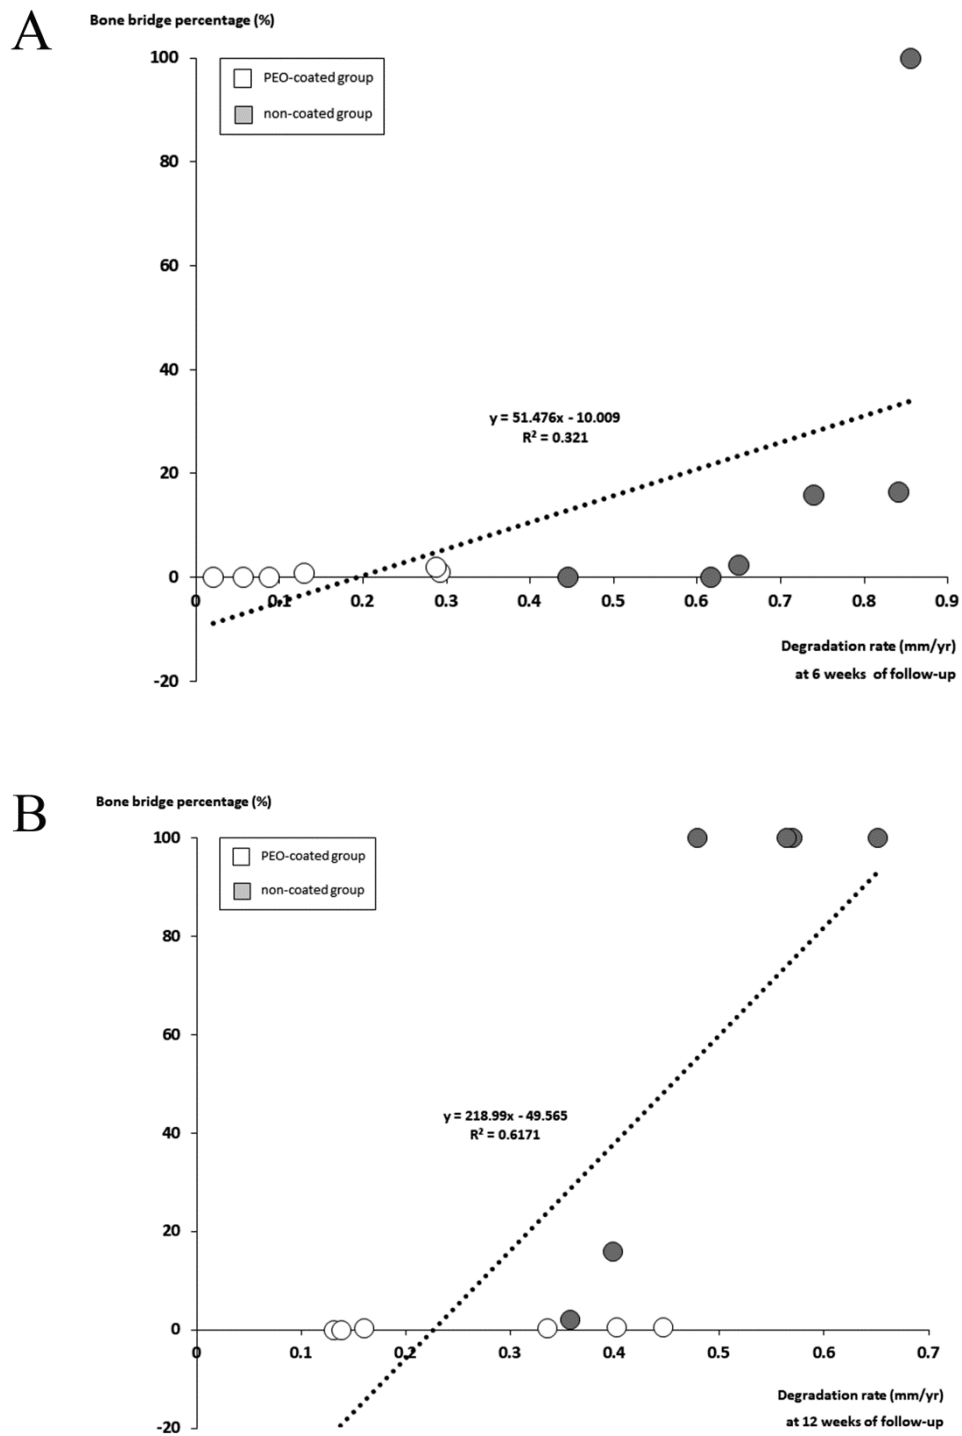 A
Bone bridge percentage (%)
100
PEO-coated group
non-coated group
80
60
40
y = 51.476x - 10.009
R² = 0.321
20
0
0 0.1 0.2 0.3 0.4 0.5 0.6 0.7 0.8 0.9
Degradation rate (mm/yr)
at 6 weeks of follow-up
-20
B
Bone bridge percentage (%)
100
PEO-coated group
non-coated group
80
60
40
y = 218.99x - 49.565
R² = 0.6171
20
0
0 0.1 0.2 0.3 0.4 0.5 0.6 0.7
Degradation rate (mm/yr)
at 12 weeks of follow-up
-20